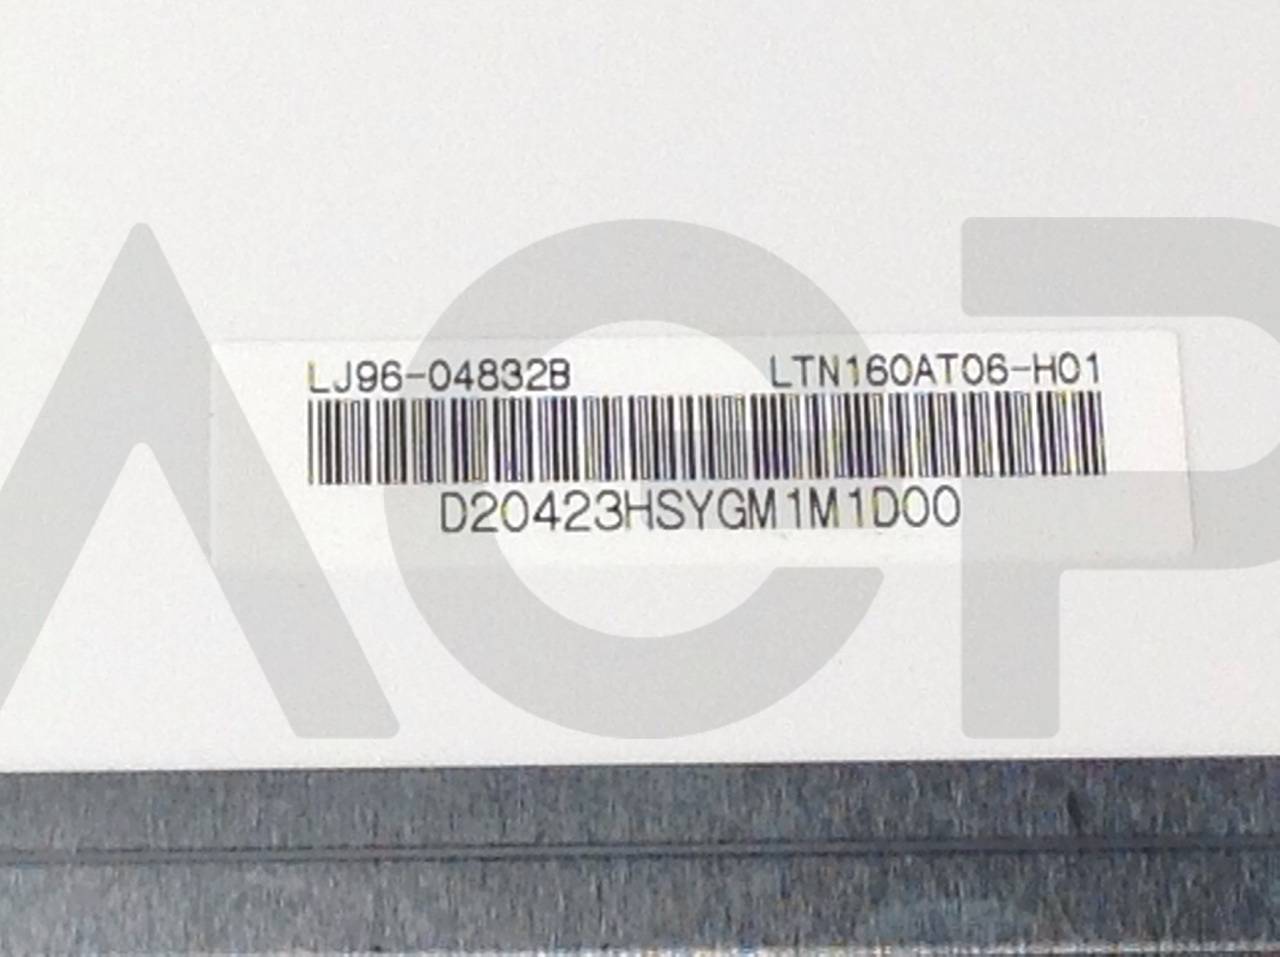 LJ96-04832B LTN160AT06-H01
D20423HSYGM1M1D00
ACP